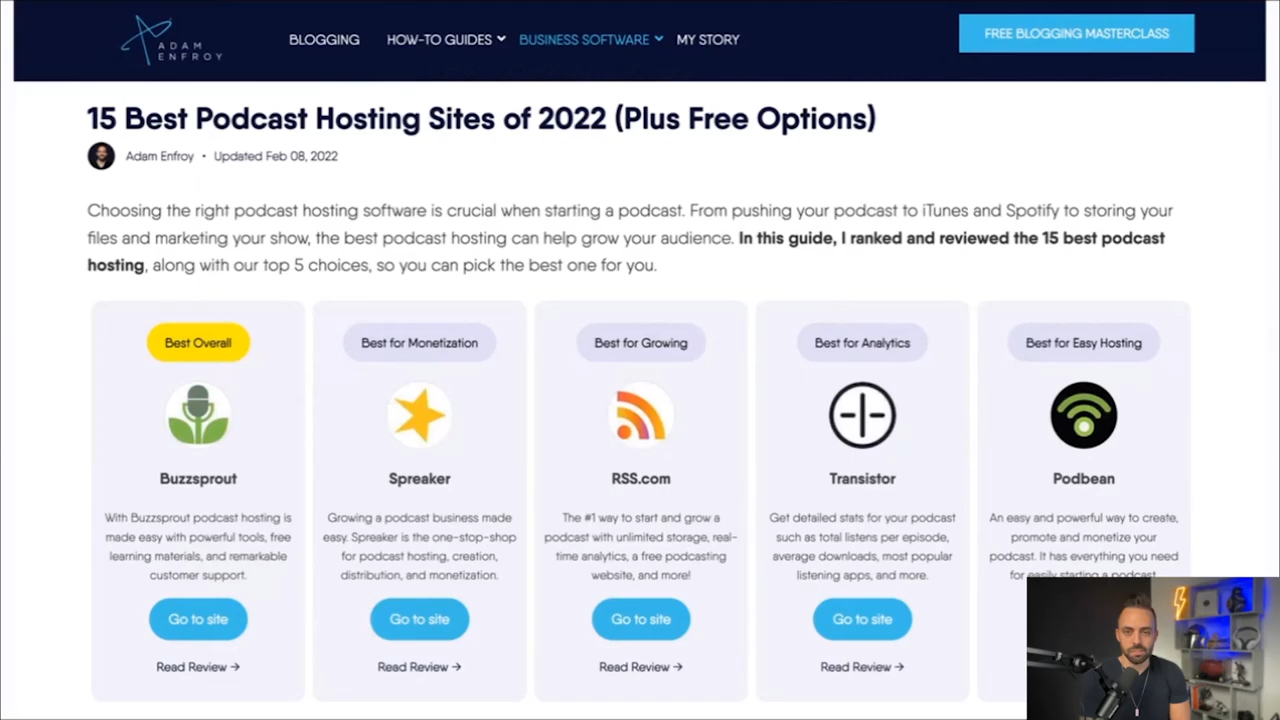 ADAM
ENFROY
BLOGGING
HOW-TO GUIDES
BUSINESS SOFTWARE
MY STORY
FREE BLOGGING MASTERCLASS
15 Best Podcast Hosting Sites of 2022 (Plus Free Options)
Adam Enfroy • Updated Feb 08, 2022
Choosing the right podcast hosting software is crucial when starting a podcast. From pushing your podcast to iTunes and Spotify to storing your
files and marketing your show, the best podcast hosting can help grow your audience. In this guide, I ranked and reviewed the 15 best podcast
hosting, along with our top 5 choices, so you can pick the best one for you.
Best Overall
Buzzsprout
With Buzzsprout podcast hosting is
made easy with powerful tools, free
learning materials, and remarkable
customer support.
Go to site
Read Review →
Best for Monetization
Spreaker
Growing a podcast business made
easy. Spreaker is the one-stop-shop
for podcast hosting, creation,
distribution, and monetization.
Go to site
Read Review →
Best for Growing
RSS.com
The #1 way to start and grow a
podcast with unlimited storage, real-
time analytics, a free podcasting
website, and more!
Go to site
Read Review →
Best for Analytics
Transistor
Get detailed stats for your podcast
such as total listens per episode,
average downloads, most popular
listening apps, and more.
Go to site
Read Review →
Best for Easy Hosting
Podbean
An easy and powerful way to create,
promote and monetize your
podcast. It has everything you need
for easily starting a podcast